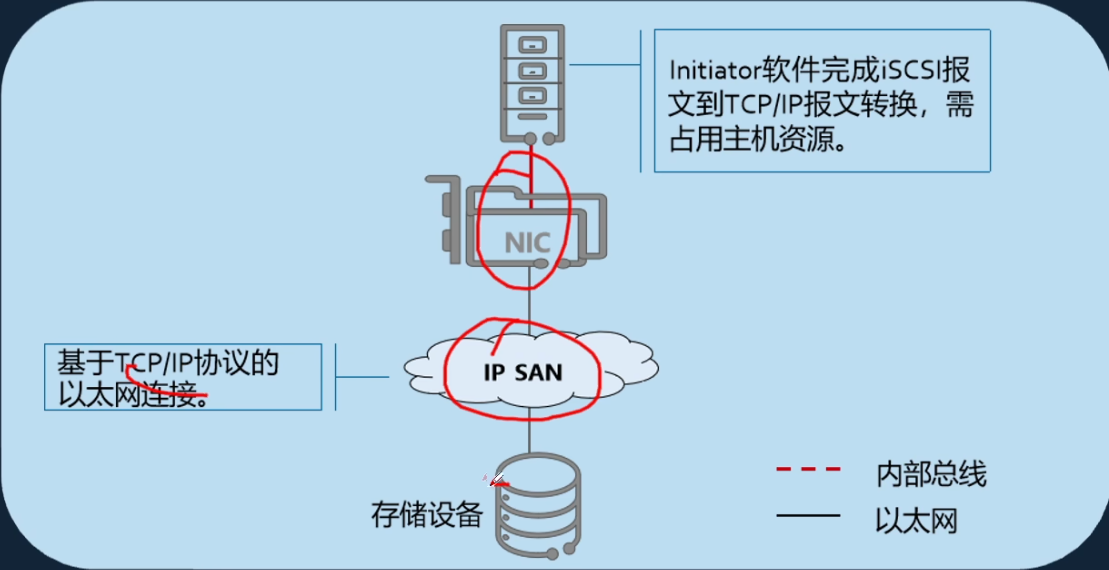 Initiator软件完成iSCSI报
文到TCP/IP报文转换，需
占用主机资源。
NIC
基于TCP/IP协议的
以太网连接。
IP SAN
存储设备
内部总线
以太网